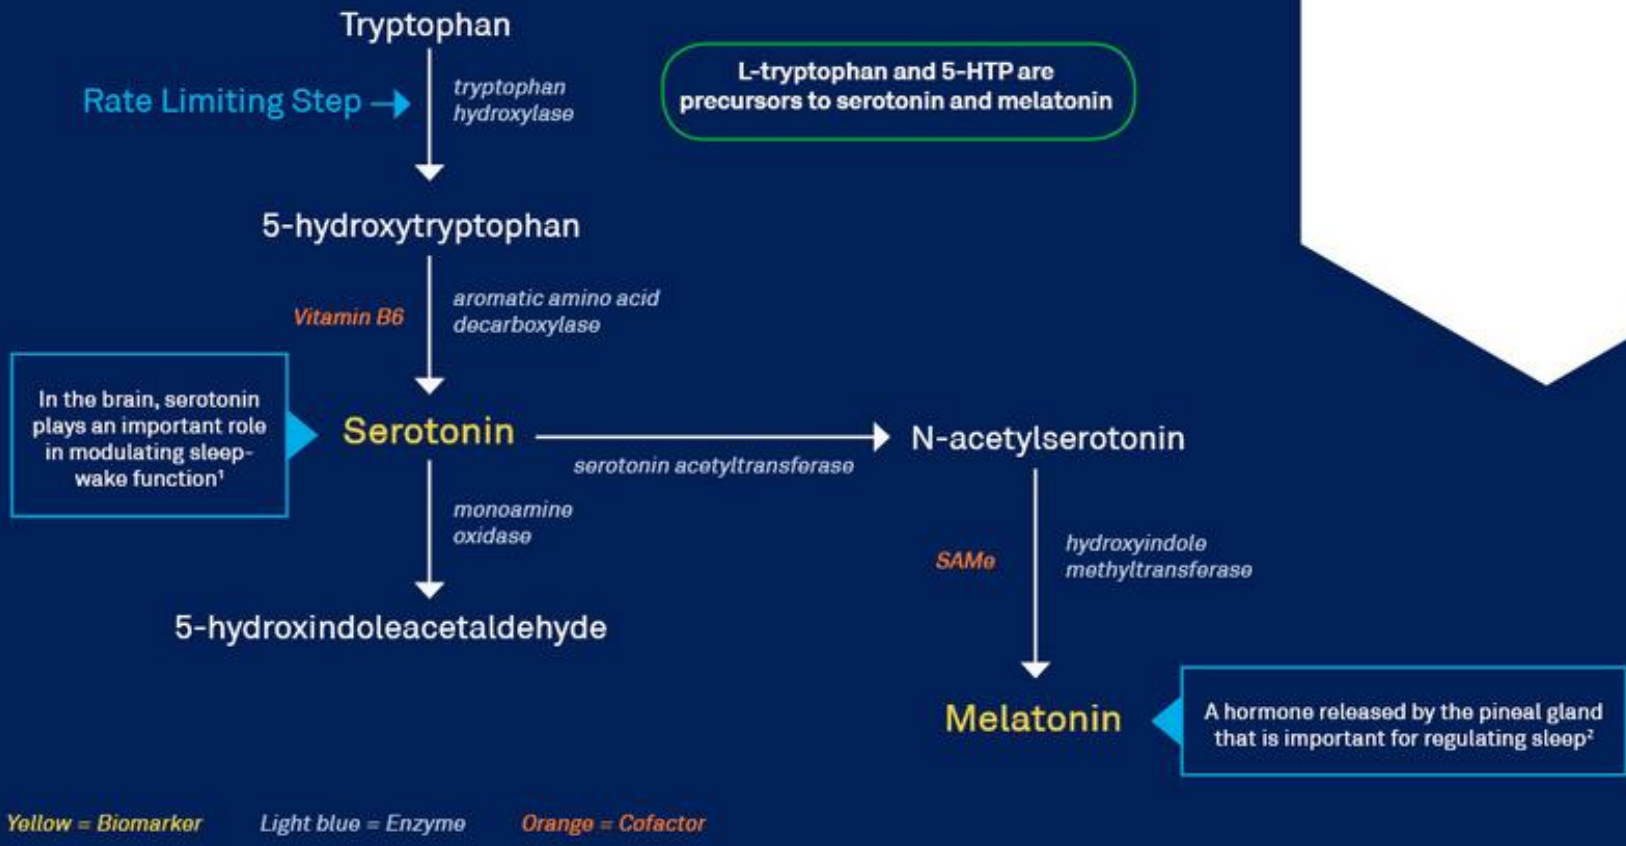 Tryptophan
Rate Limiting Step
tryptophan
hydroxylase
L-tryptophan and 5-HTP are
precursors to serotonin and melatonin
5-hydroxytryptophan
Vitamin B6
aromatic amino acid
decarboxylase
In the brain, serotonin
plays an important role
in modulating sleep-
wake function¹
Serotonin
serotonin acetyltransferase
N-acetylserotonin
monoamine
oxidase
SAMe
hydroxyindole
methyltransferase
5-hydroxindoleacetaldehyde
Melatonin
A hormone released by the pineal gland
that is important for regulating sleep²
Yellow = Biomarker
Light blue = Enzyme
Orange = Cofactor